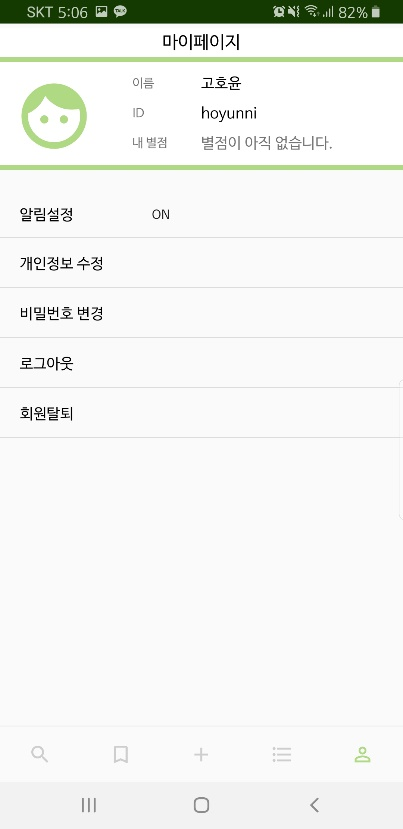 SKT 5:06 TALK 82%
마이페이지
이름 고호윤
ID hoyunni
내 별점 별점이 아직 없습니다.
알림설정 ON
개인정보 수정
비밀번호 변경
로그아웃
회원탈퇴